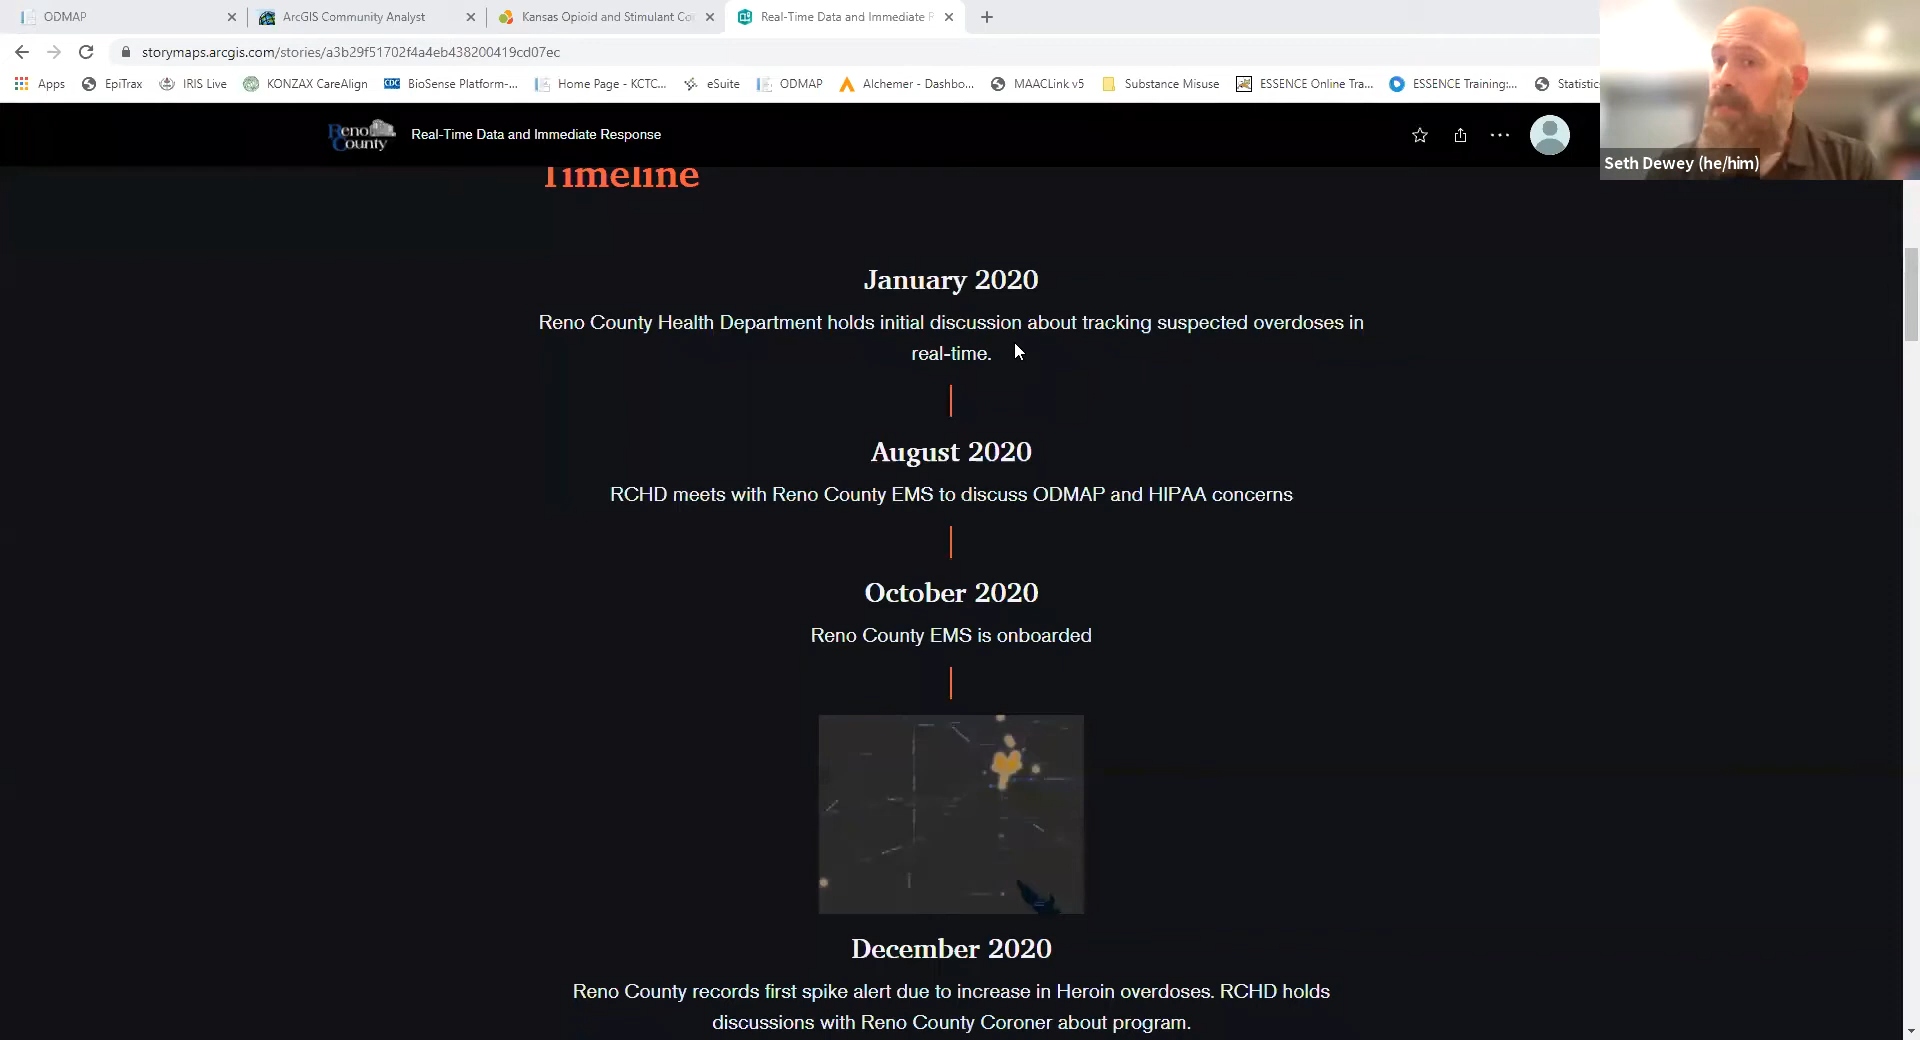 ODMAP
ArcGIS Community Analyst
Kansas Opioid and Stimulant Co
Real-Time Data and Immediate R
storymaps.arcgis.com/stories/a3b29f51702f4a4eb438200419cd07ec
Apps
EpiTrax
IRIS Live
KONZAX CareAlign
CDC
BioSense Platform-...
Home Page - KCTC...
eSuite
ODMAP
Alchemer - Dashbo...
MAACLink v5
Substance Misuse
ESSENCE Online Tra...
ESSENCE Training:...
Statistic
Seth Dewey (he/him)
Reno
County
Real-Time Data and Immediate Response
Timeline
January 2020
Reno County Health Department holds initial discussion about tracking suspected overdoses in
real-time.
August 2020
RCHD meets with Reno County EMS to discuss ODMAP and HIPAA concerns
October 2020
Reno County EMS is onboarded
December 2020
Reno County records first spike alert due to increase in Heroin overdoses. RCHD holds
discussions with Reno County Coroner about program.